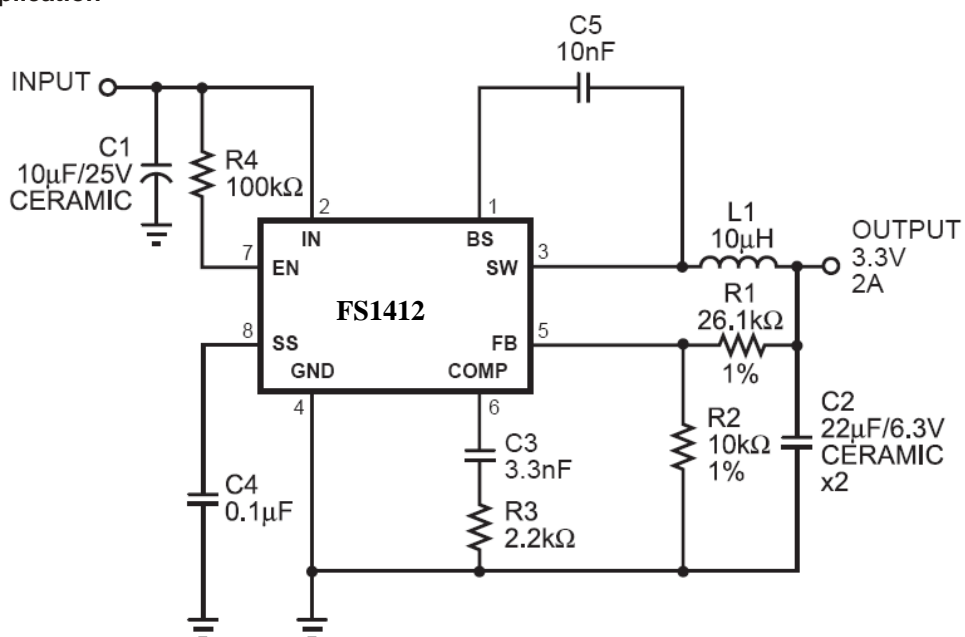 C5
10nF
INPUT
C1
10μF/25V
CERAMIC
R4
100kΩ
2
1
IN
BS
L1
10μH
OUTPUT
3.3V
2A
7
EN
SW
3
FS1412
R1
26.1kΩ
1%
8
SS
FB
5
GND
COMP
4
6
C2
22μF/6.3V
CERAMIC
x2
R2
10kΩ
1%
C3
3.3nF
C4
0.1μF
R3
2.2kΩ